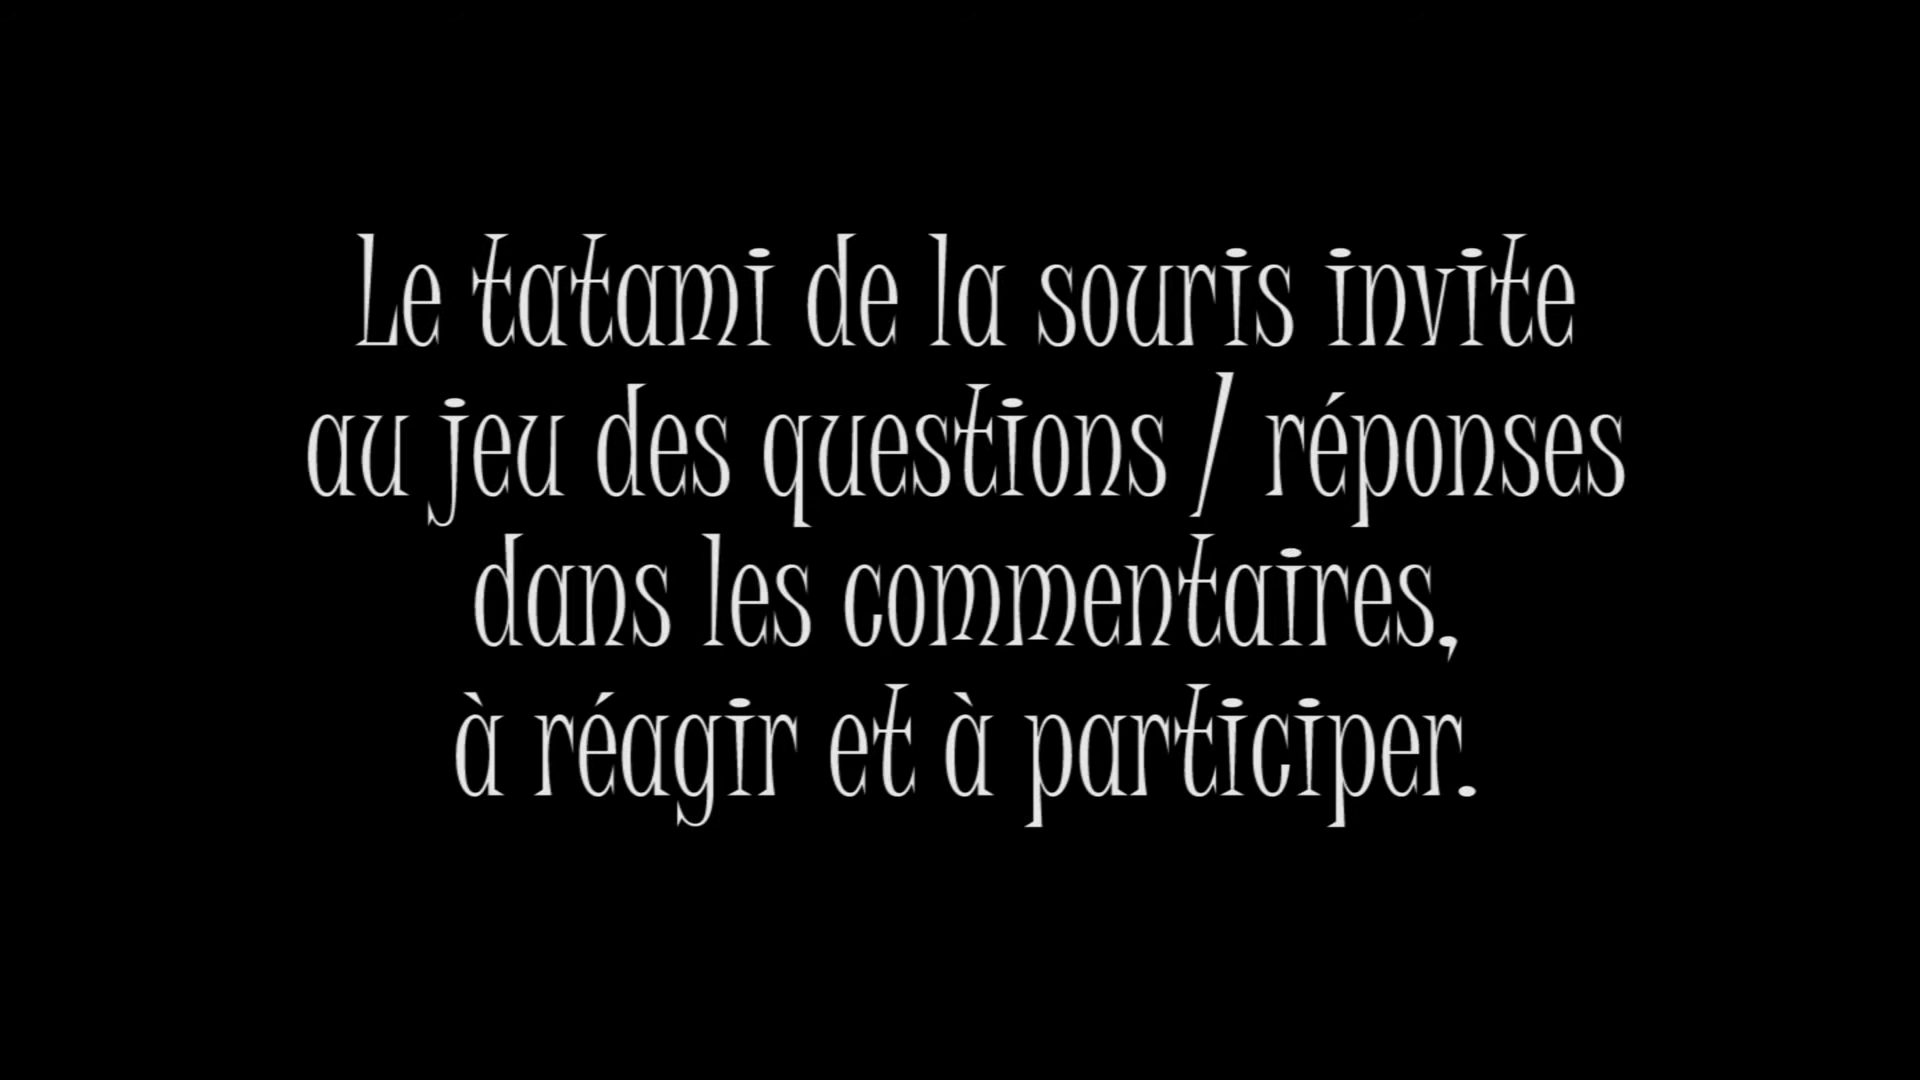 Le tatami de la souris invite
au jeu des questions / réponses
dans les commentaires,
à réagir et à participer.